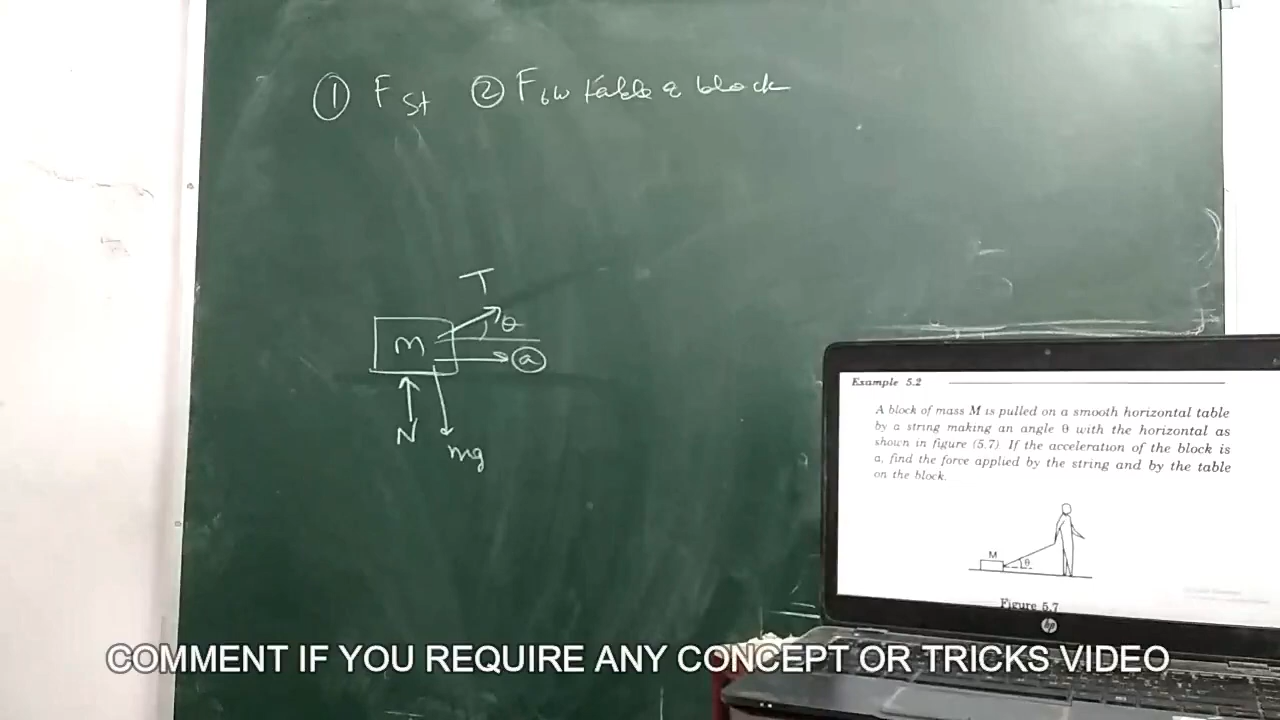 ① F St ② F bw table & block
T
θ
M
a
N
mg
Example 5.2
A block of mass M is pulled on a smooth horizontal table
by a string making an angle θ with the horizontal as
shown in figure (5.7). If the acceleration of the block is
a, find the force applied by the string and by the table
on the block.
M
θ
Figure 5.7
hp
COMMENT IF YOU REQUIRE ANY CONCEPT OR TRICKS VIDEO